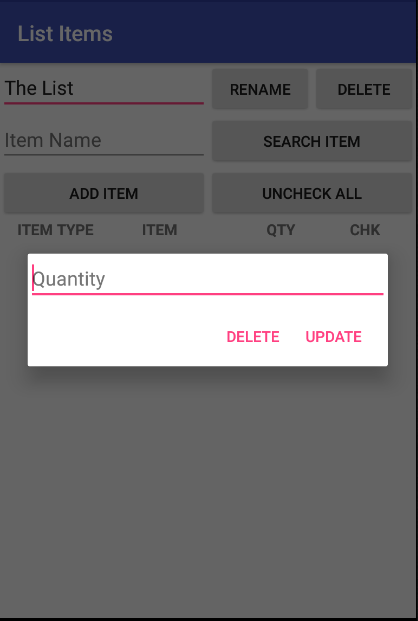 List Items
The List RENAME DELETE
Item Name SEARCH ITEM
ADD ITEM UNCHECK ALL
ITEM TYPE ITEM QTY CHK
Quantity
DELETE UPDATE